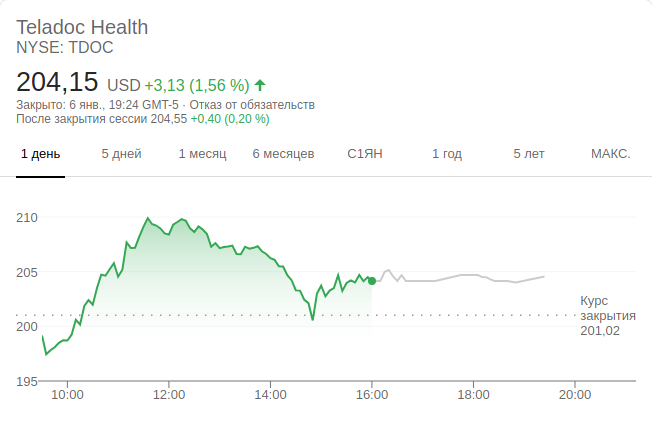 Teladoc Health
NYSE: TDOC
204,15 USD +3,13 (1,56 %)
Закрыто: 6 янв., 19:24 GMT-5 · Отказ от обязательств
После закрытия сессии 204,55 +0,40 (0,20 %)
1 день 5 дней 1 месяц 6 месяцев С1ЯН 1 год 5 лет МАКС.
210
205
Курс
закрытия
201,02
200
195
10:00 12:00 14:00 16:00 18:00 20:00